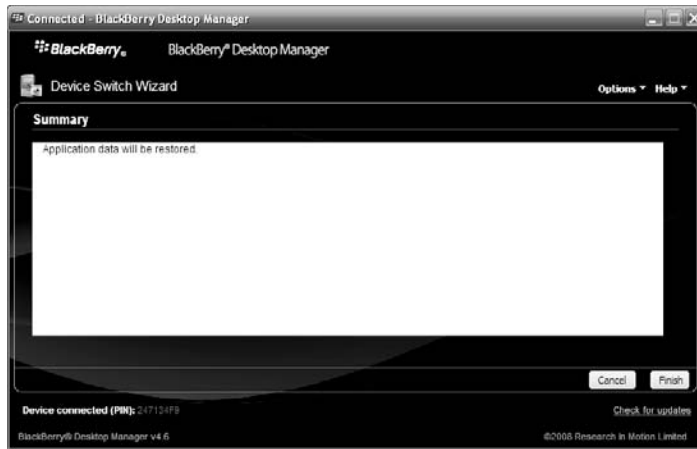 Connected - BlackBerry Desktop Manager
BlackBerry® BlackBerry® Desktop Manager
Device Switch Wizard Options Help
Summary
Application data will be restored.
Cancel Finish
Device connected (PIN): 247134F9 Check for updates
BlackBerry® Desktop Manager v4.6 ©2008 Research In Motion Limited